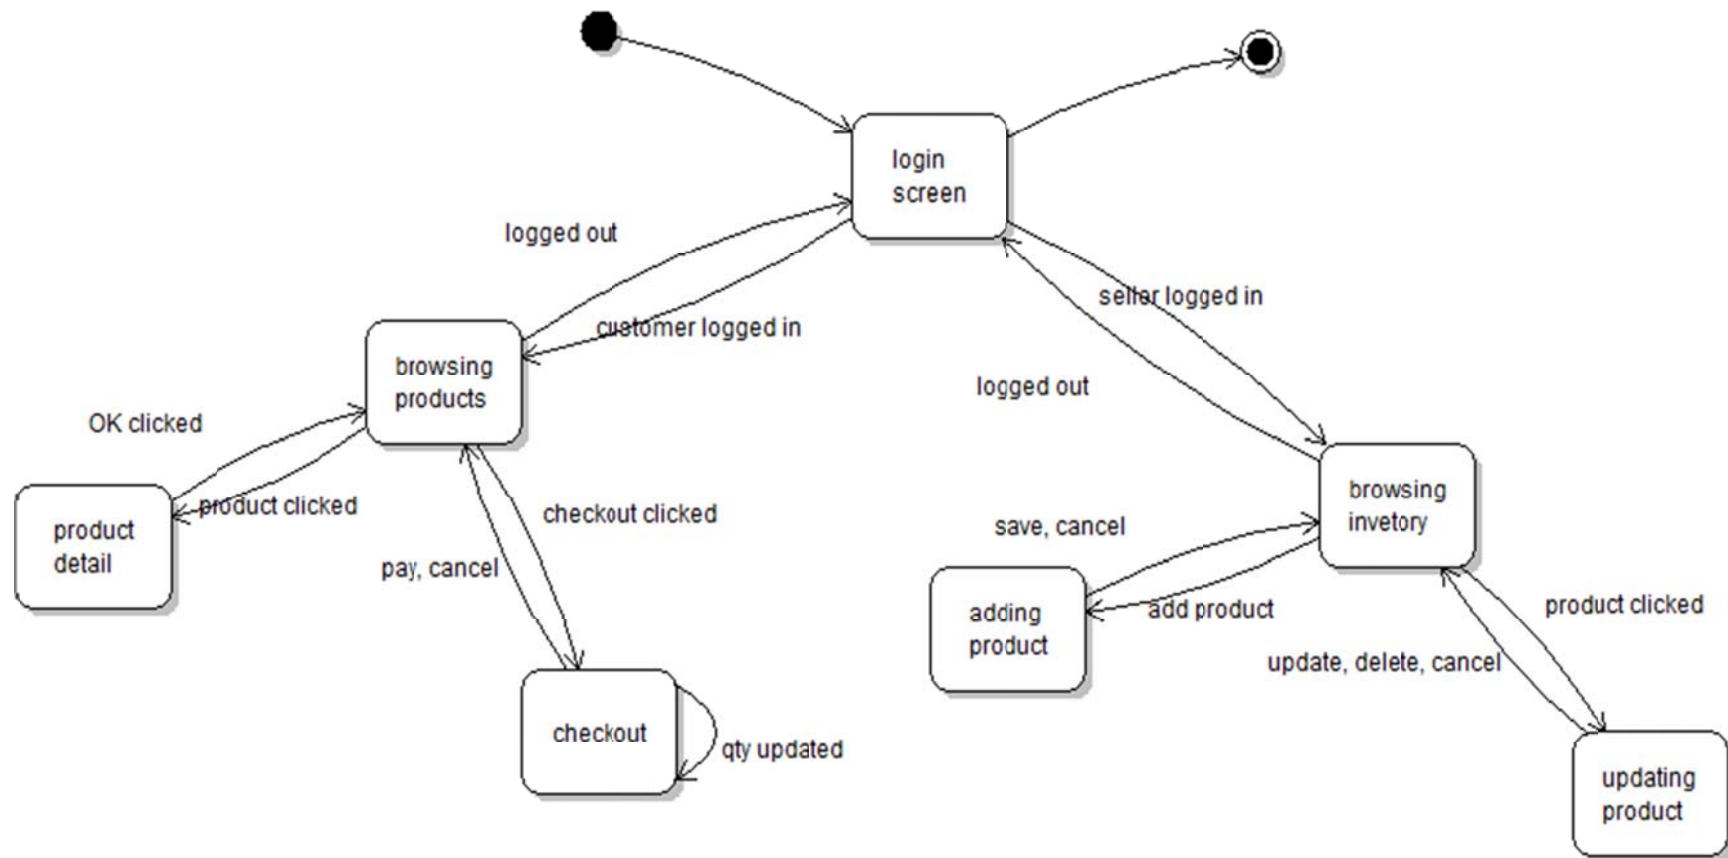 login
screen
logged out
seller logged in
customer logged in
browsing
products
logged out
OK clicked
product clicked
checkout clicked
browsing
invetory
product
detail
save, cancel
pay, cancel
adding
product
add product
product clicked
update, delete, cancel
checkout
qty updated
updating
product